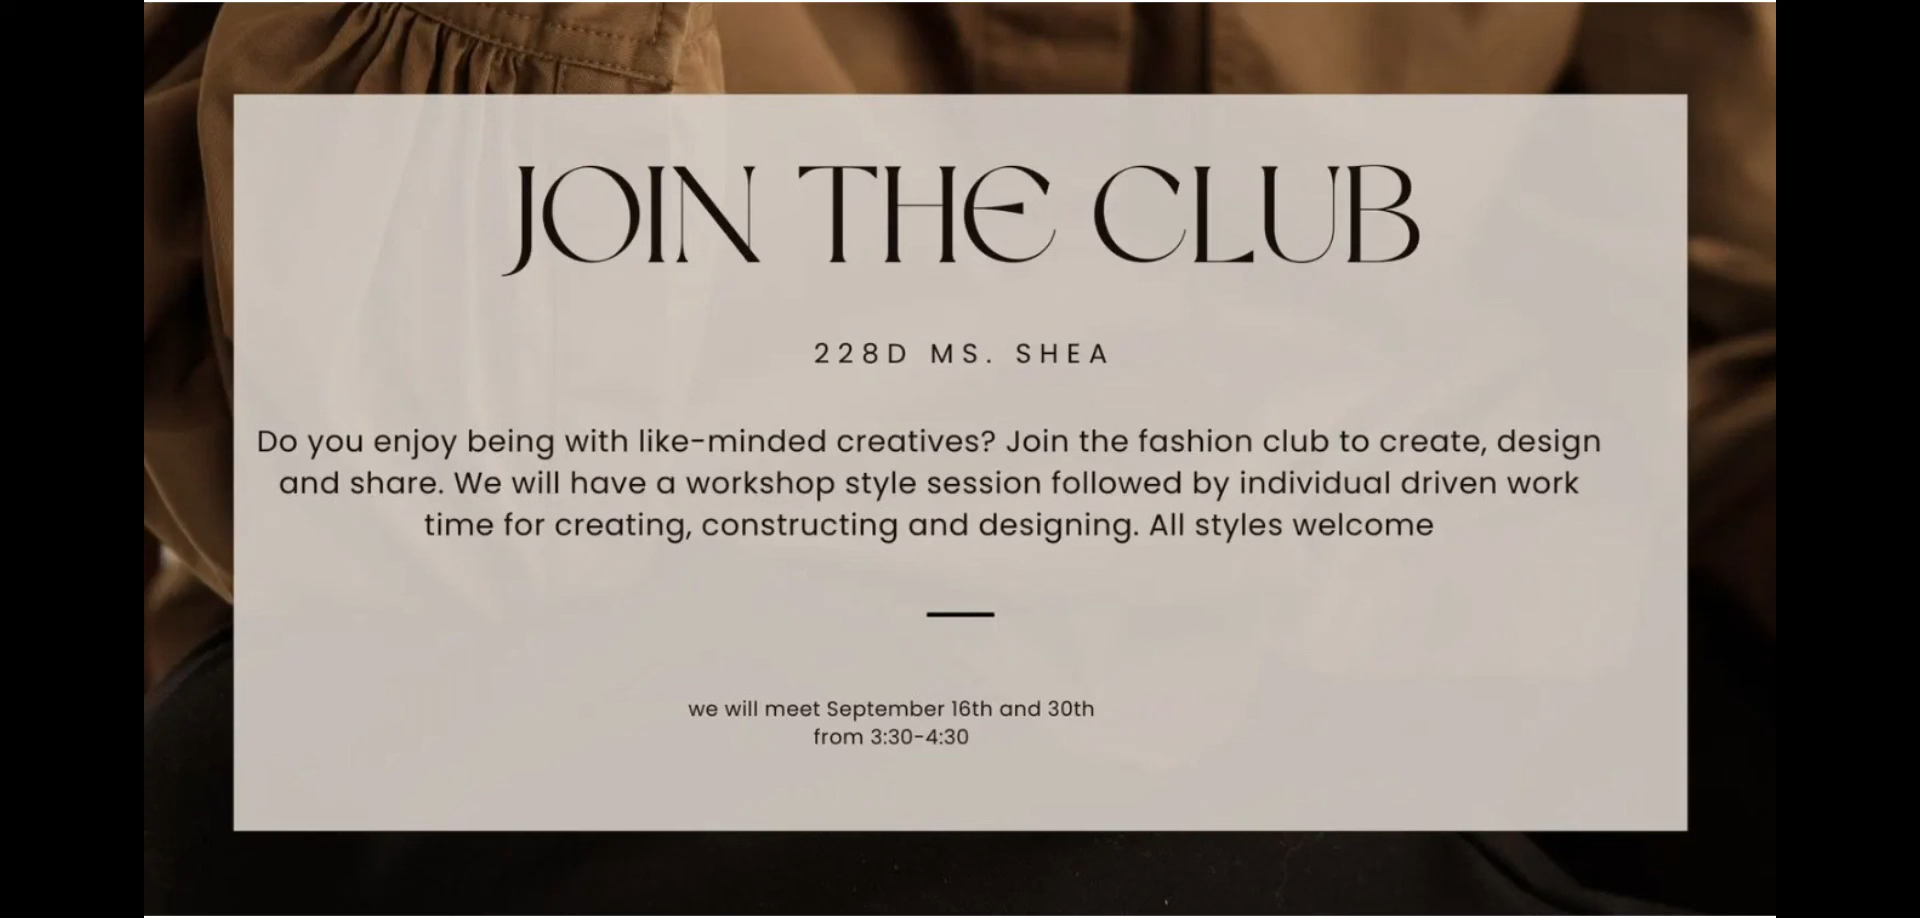 JOIN THE CLUB
228D MS. SHEA
Do you enjoy being with like-minded creatives? Join the fashion club to create, design
and share. We will have a workshop style session followed by individual driven work
time for creating, constructing and designing. All styles welcome
we will meet September 16th and 30th
from 3:30-4:30